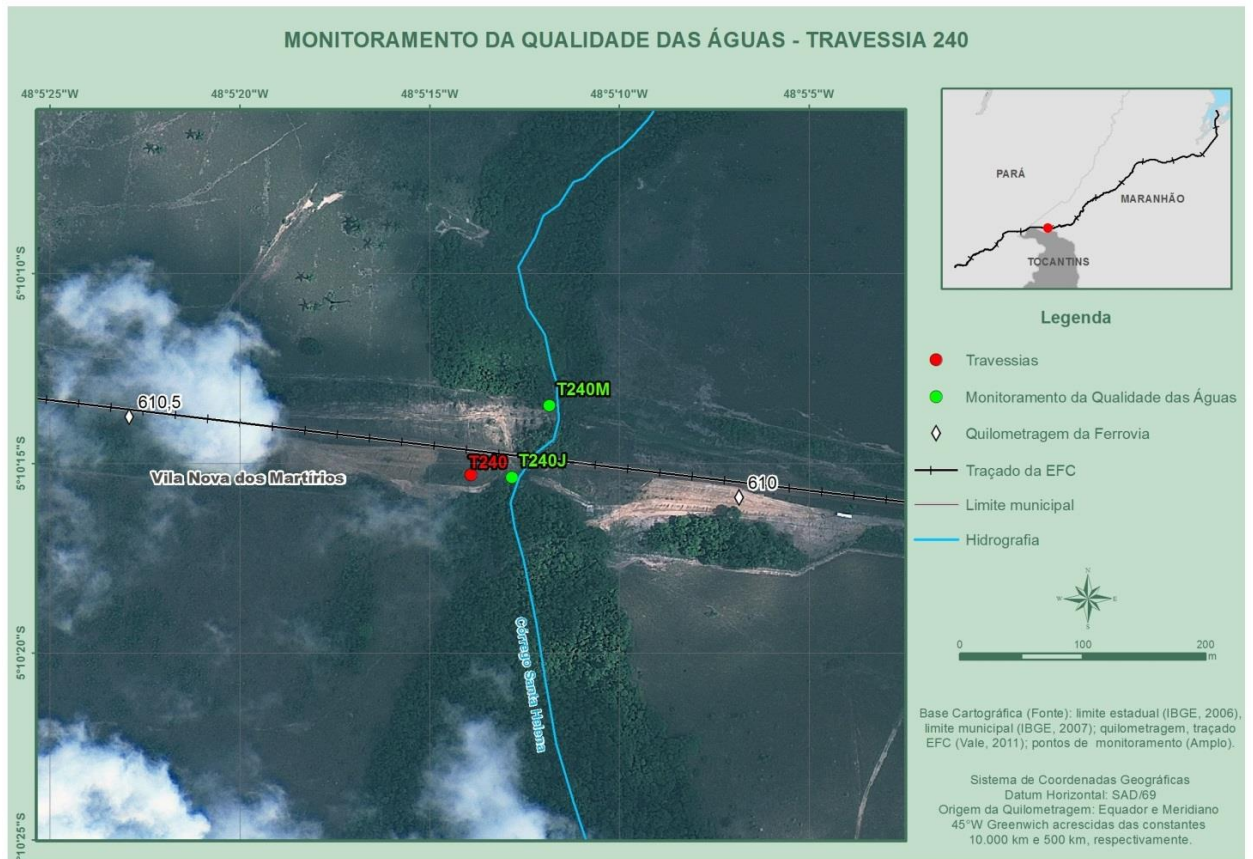 MONITORAMENTO DA QUALIDADE DAS ÁGUAS - TRAVESSIA 240
48°5'25"W
48°5'20"W
48°5'15"W
48°5'10"W
48°5'5"W
5°10'10"S
5°10'15"S
5°10'20"S
5°10'25"S
T240M
610,5
T240
T240J
Vila Nova dos Martírios
610
Córrego Santa Helena
PARÁ
MARANHÃO
TOCANTINS
Legenda
Travessias
Monitoramento da Qualidade das Águas
Quilometragem da Ferrovia
Traçado da EFC
Limite municipal
Hidrografia
N
W
E
S
0 100 200
m
Base Cartográfica (Fonte): limite estadual (IBGE, 2006),
limite municipal (IBGE, 2007); quilometragem, traçado
EFC (Vale, 2011); pontos de monitoramento (Amplo).
Sistema de Coordenadas Geográficas
Datum Horizontal: SAD/69
Origem da Quilometragem: Equador e Meridiano
45°W Greenwich acrescidas das constantes
10.000 km e 500 km, respectivamente.